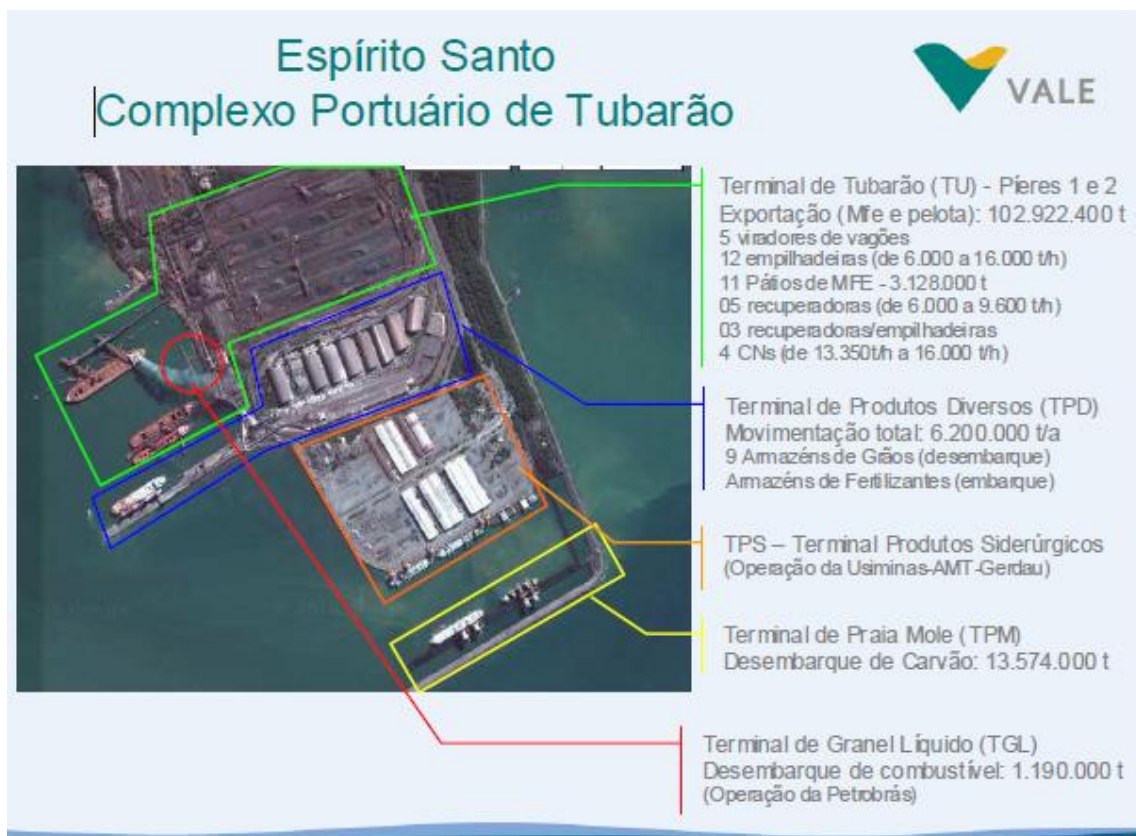 Espírito Santo
Complexo Portuário de Tubarão
VALE
Terminal de Tubarão (TU) - Píeres 1 e 2
Exportação (Mfe e pelota): 102.922.400 t
5 viradores de vagões
12 empilhadeiras (de 6.000 a 16.000 t/h)
11 Pátios de MFE - 3.128.000 t
05 recuperadoras (de 6.000 a 9.600 t/h)
03 recuperadoras/empilhadeiras
4 CNs (de 13.350t/h a 16.000 t/h)
Terminal de Produtos Diversos (TPD)
Movimentação total: 6.200.000 t/a
9 Armazéns de Grãos (desembarque)
Armazéns de Fertilizantes (embarque)
TPS – Terminal Produtos Siderúrgicos
(Operação da Usiminas-AMT-Gerdau)
Terminal de Praia Mole (TPM)
Desembarque de Carvão: 13.574.000 t
Terminal de Granel Líquido (TGL)
Desembarque de combustível: 1.190.000 t
(Operação da Petrobrás)